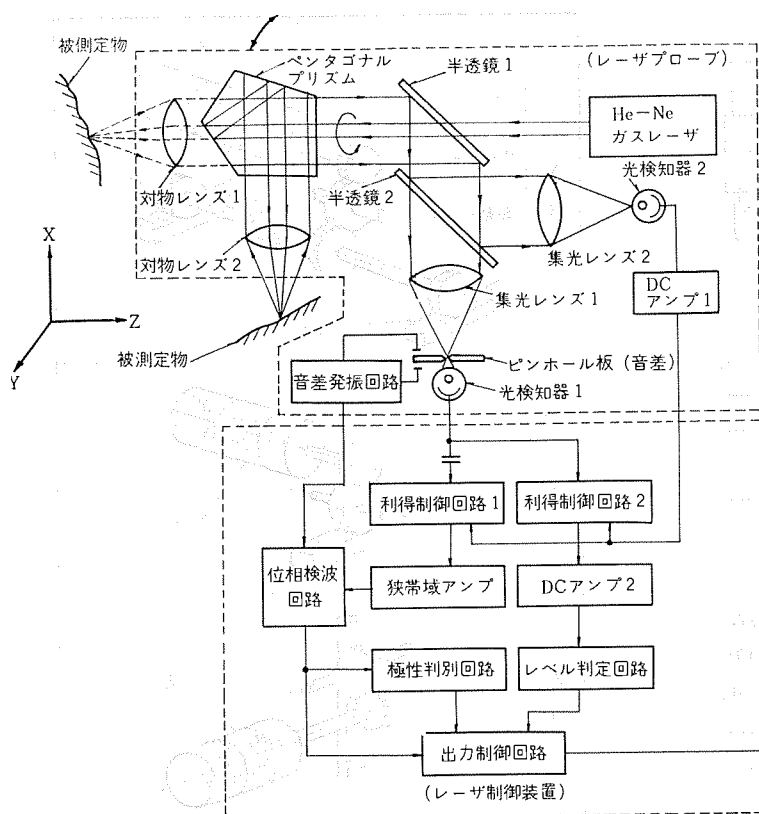 被側定物
ペンタゴナル
プリズム
半透鏡1
(レーザプローブ)
He－Ne
ガスレーザ
光検知器2
対物レンズ1
半透鏡2
集光レンズ2
対物レンズ2
集光レンズ1
DC
アンプ1
X
Z
Y
被測定物
音差発振回路
ピンホール板(音差)
光検知器1
利得制御回路1
利得制御回路2
位相検波
回路
狭帯域アンプ
DCアンプ2
極性判別回路
レベル判定回路
出力制御回路
(レーザ制御装置)